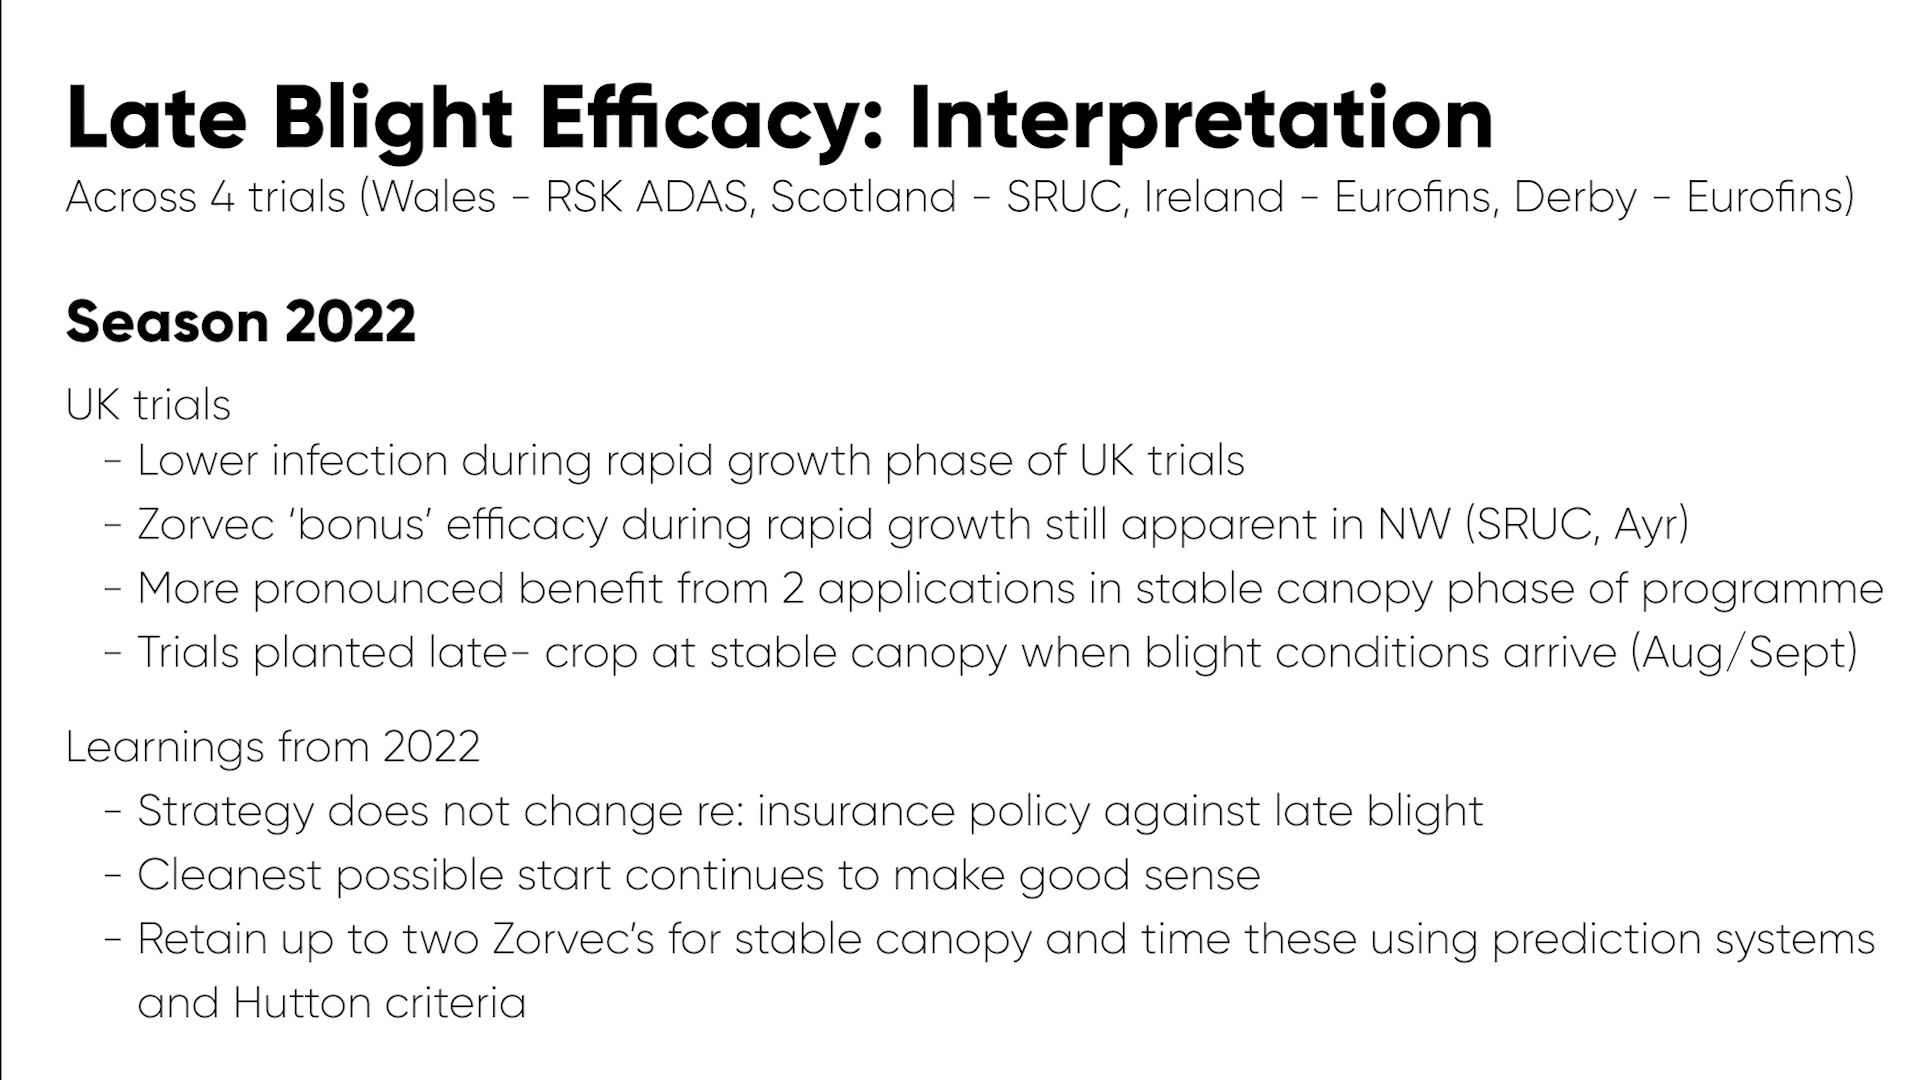 Late Blight Efficacy: Interpretation
Across 4 trials (Wales - RSK ADAS, Scotland - SRUC, Ireland - Eurofins, Derby - Eurofins)
Season 2022
UK trials
- Lower infection during rapid growth phase of UK trials
- Zorvec ‘bonus’ efficacy during rapid growth still apparent in NW (SRUC, Ayr)
- More pronounced benefit from 2 applications in stable canopy phase of programme
- Trials planted late- crop at stable canopy when blight conditions arrive (Aug/Sept)
Learnings from 2022
- Strategy does not change re: insurance policy against late blight
- Cleanest possible start continues to make good sense
- Retain up to two Zorvec’s for stable canopy and time these using prediction systems
and Hutton criteria